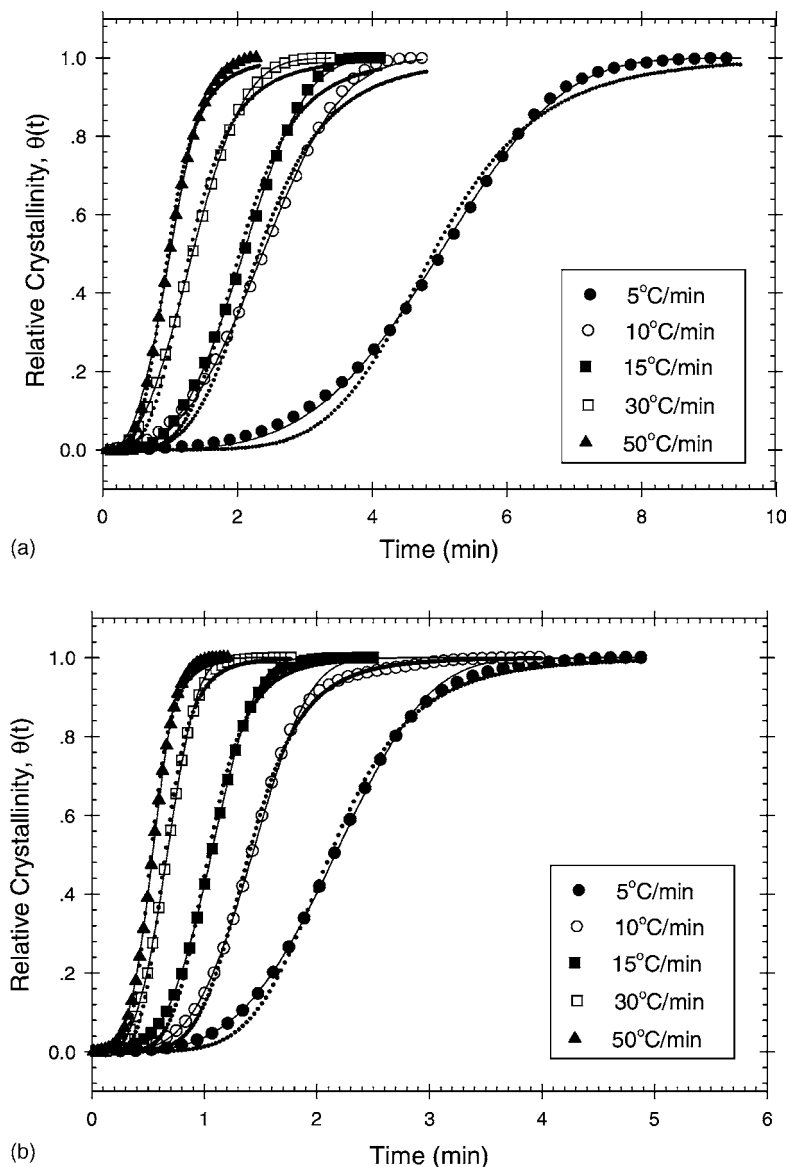 1.0
.8
.6
.4
.2
0.0
Relative Crystallinity, θ(t)
5°C/min
10°C/min
15°C/min
30°C/min
50°C/min
0 2 4 6 8 10
Time (min)
(a)
1.0
.8
.6
.4
.2
0.0
Relative Crystallinity, θ(t)
5°C/min
10°C/min
15°C/min
30°C/min
50°C/min
0 1 2 3 4 5 6
Time (min)
(b)